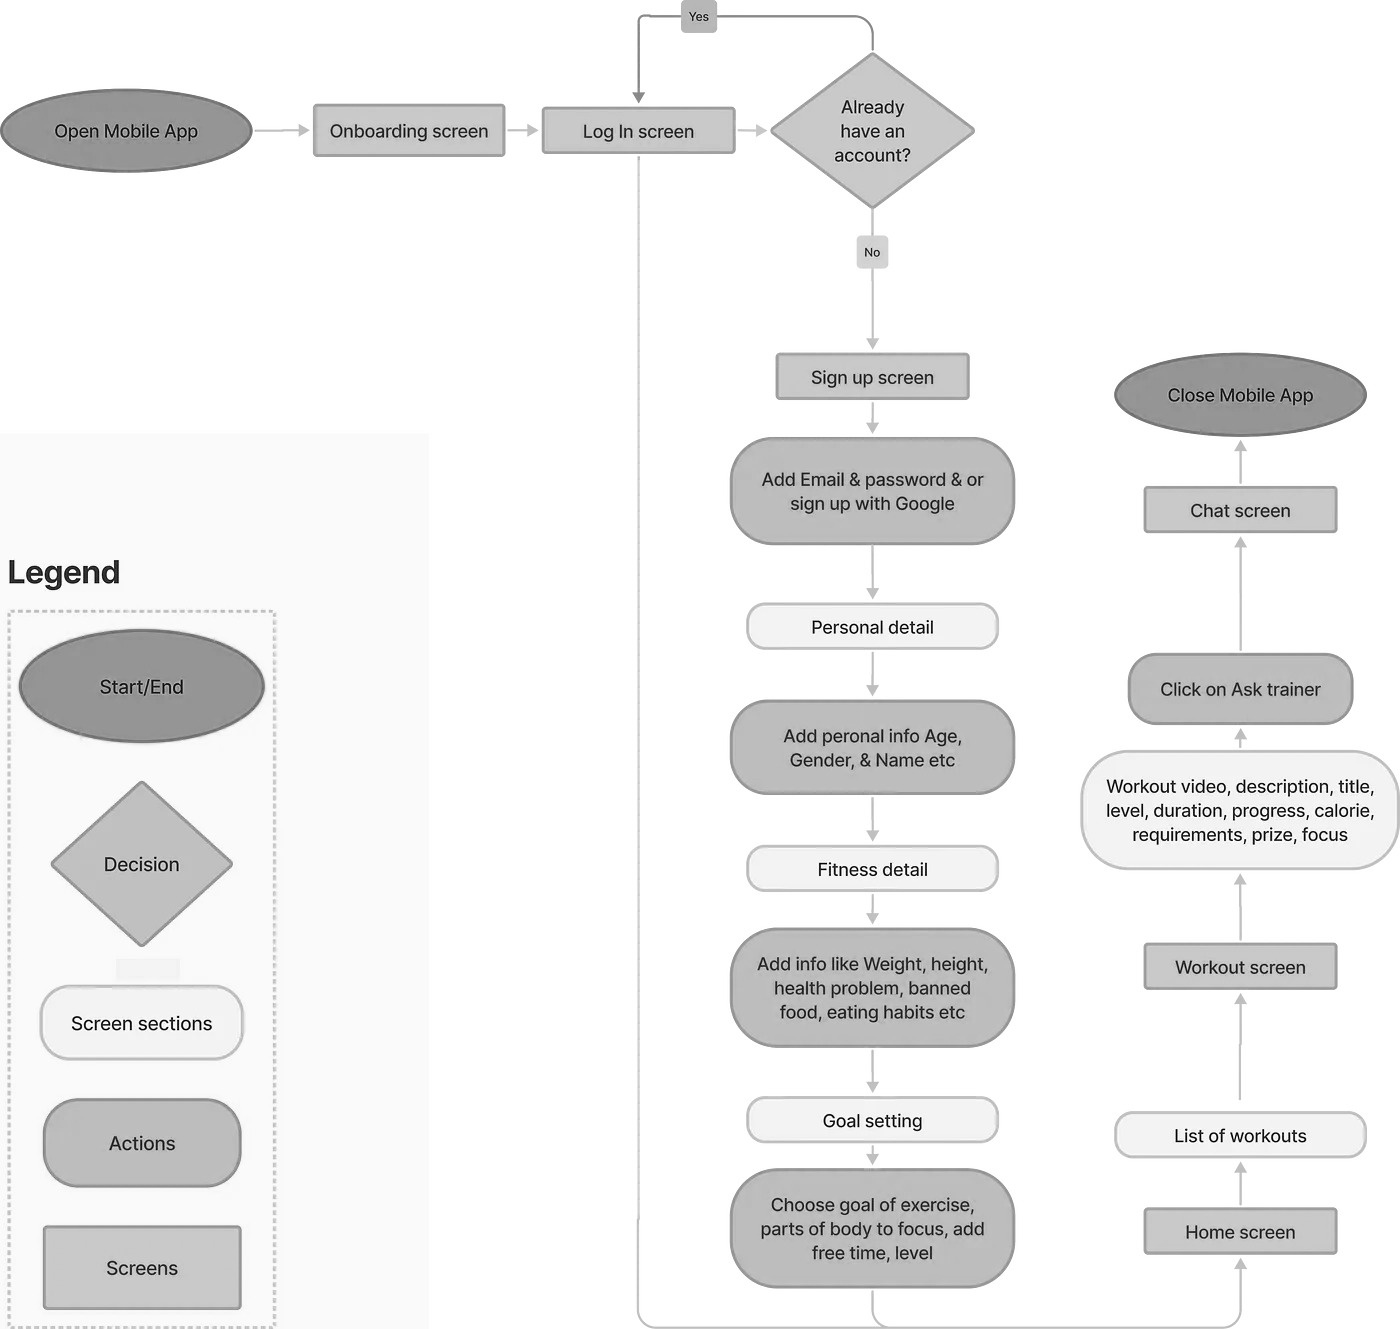 Yes
Open Mobile App
Onboarding screen
Log In screen
Already
have an
account?
No
Sign up screen
Add Email & password & or
sign up with Google
Personal detail
Add peronal info Age,
Gender, & Name etc
Fitness detail
Add info like Weight, height,
health problem, banned
food, eating habits etc
Goal setting
Choose goal of exercise,
parts of body to focus, add
free time, level
Close Mobile App
Chat screen
Click on Ask trainer
Workout video, description, title,
level, duration, progress, calorie,
requirements, prize, focus
Workout screen
List of workouts
Home screen
Legend
Start/End
Decision
Screen sections
Actions
Screens